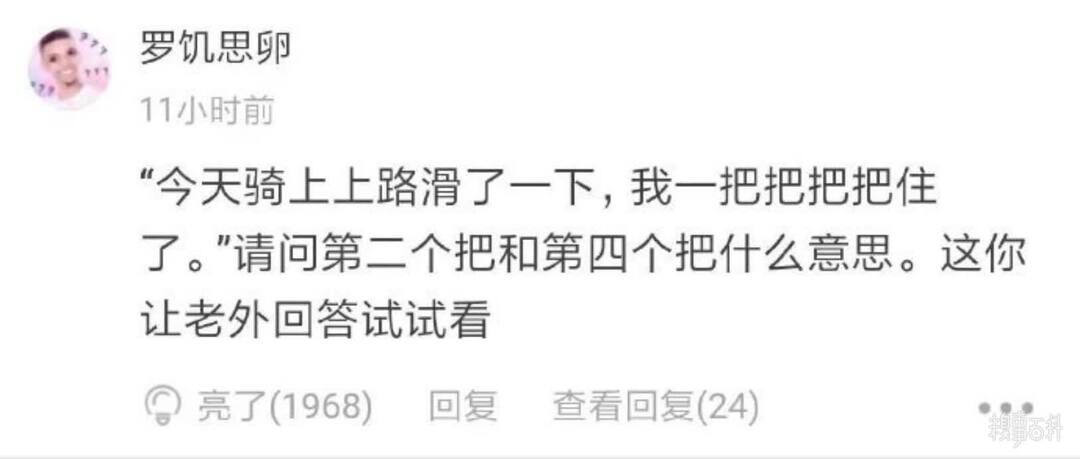 罗饥思卵
11小时前
“今天骑上上路滑了一下，我一把把把把住
了。”请问第二个把和第四个把什么意思。这你
让老外回答试试看
亮了(1968) 回复 查看回复(24)